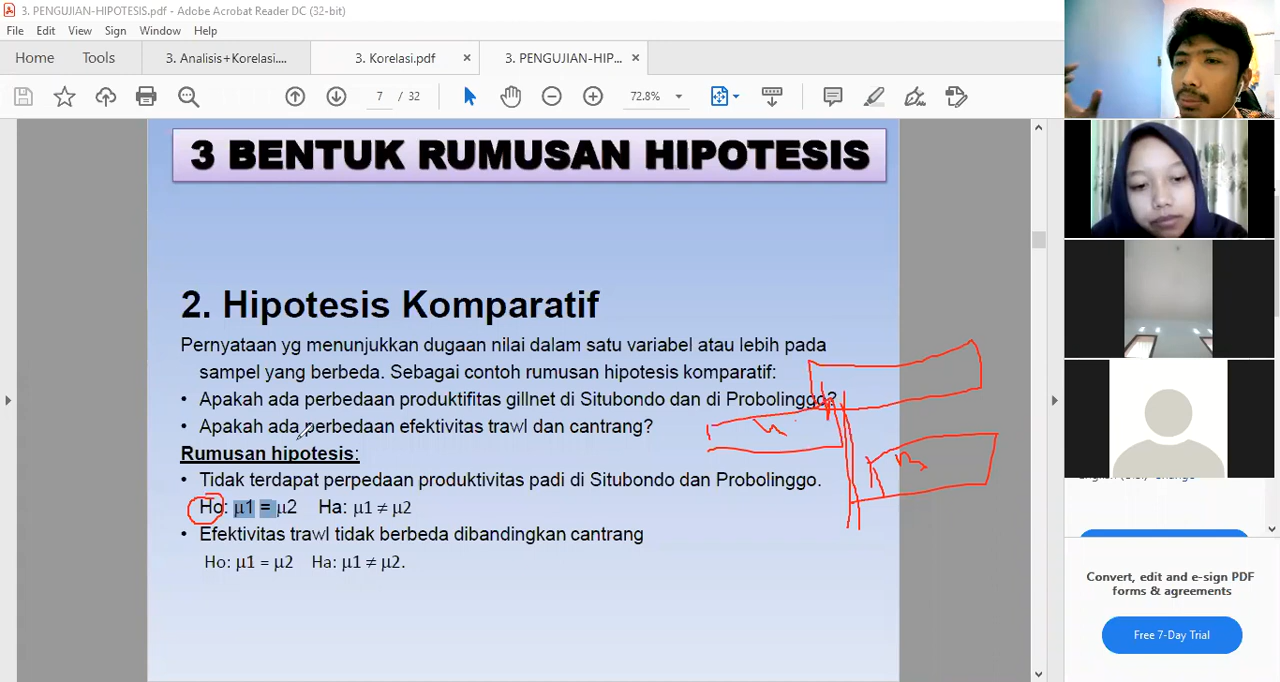 3. PENGUJIAN-HIPOTESIS.pdf - Adobe Acrobat Reader DC (32-bit)
File Edit View Sign Window Help
Home Tools 3. Analisis+Korelasi.... 3. Korelasi.pdf × 3. PENGUJIAN-HIP... ×
7 / 32 72.8%
3 BENTUK RUMUSAN HIPOTESIS
2. Hipotesis Komparatif
Pernyataan yg menunjukkan dugaan nilai dalam satu variabel atau lebih pada
sampel yang berbeda. Sebagai contoh rumusan hipotesis komparatif:
• Apakah ada perbedaan produktifitas gillnet di Situbondo dan di Probolinggo?
• Apakah ada perbedaan efektivitas trawl dan cantrang?
Rumusan hipotesis:
• Tidak terdapat perpedaan produktivitas padi di Situbondo dan Probolinggo.
Ho: µ1 = µ2 Ha: µ1 ≠ µ2
• Efektivitas trawl tidak berbeda dibandingkan cantrang
Ho: µ1 = µ2 Ha: µ1 ≠ µ2.
Convert, edit and e-sign PDF
forms & agreements
Free 7-Day Trial